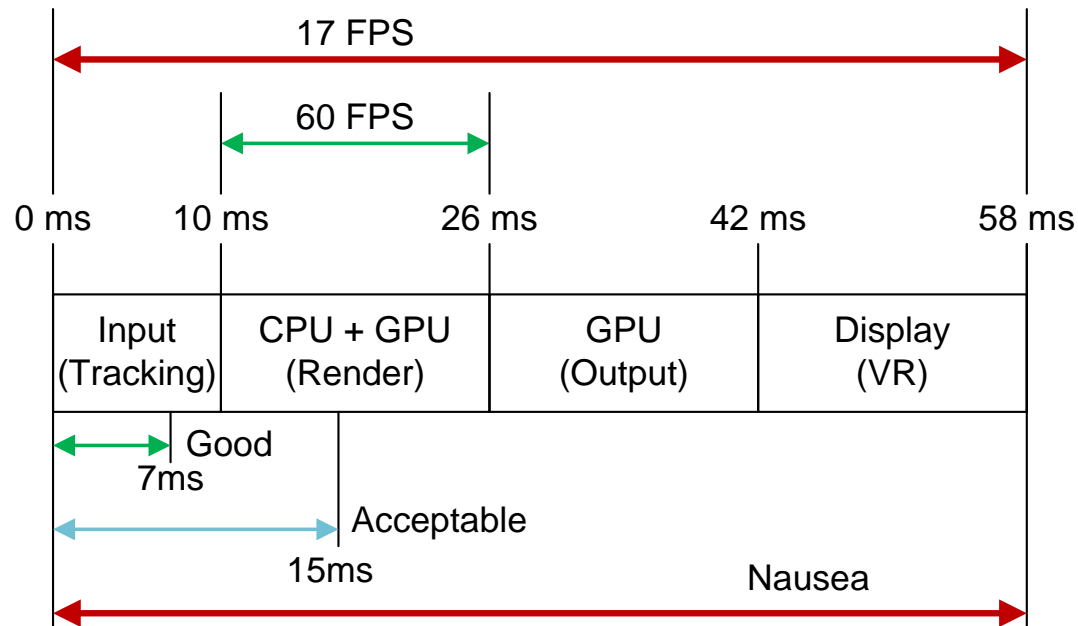 17 FPS
60 FPS
0 ms 10 ms 26 ms 42 ms 58 ms
Input CPU + GPU GPU Display
(Tracking) (Render) (Output) (VR)
Good
7ms
Acceptable
15ms
Nausea